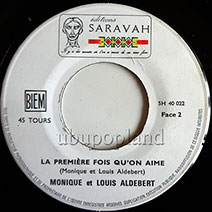 éditions
SARAVAH
BIEM
45 TOURS
SH 40 022
Face 2
ubupopland
LA PREMIÈRE FOIS QU'ON AIME
(Monique et Louis Aldebert)
MONIQUE et LOUIS ALDEBERT